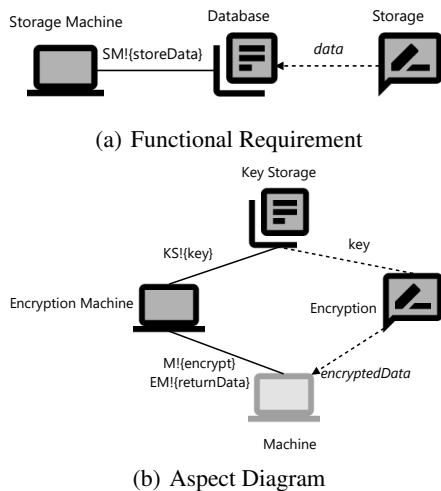 Storage Machine
Database
Storage
SM!{storeData}
data
(a) Functional Requirement
Key Storage
KS!{key}
key
Encryption Machine
Encryption
M!{encrypt}
EM!{returnData}
encryptedData
Machine
(b) Aspect Diagram